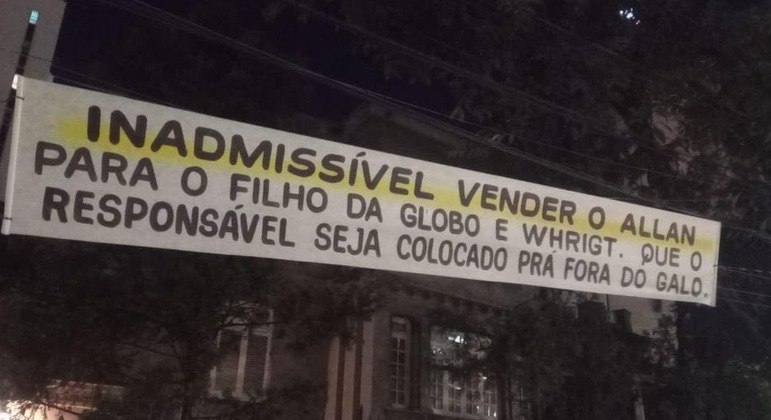 INADMISSÍVEL VENDER O ALLAN
PARA O FILHO DA GLOBO E WHRIGT. QUE O
RESPONSÁVEL SEJA COLOCADO PRÁ FORA DO GALO.